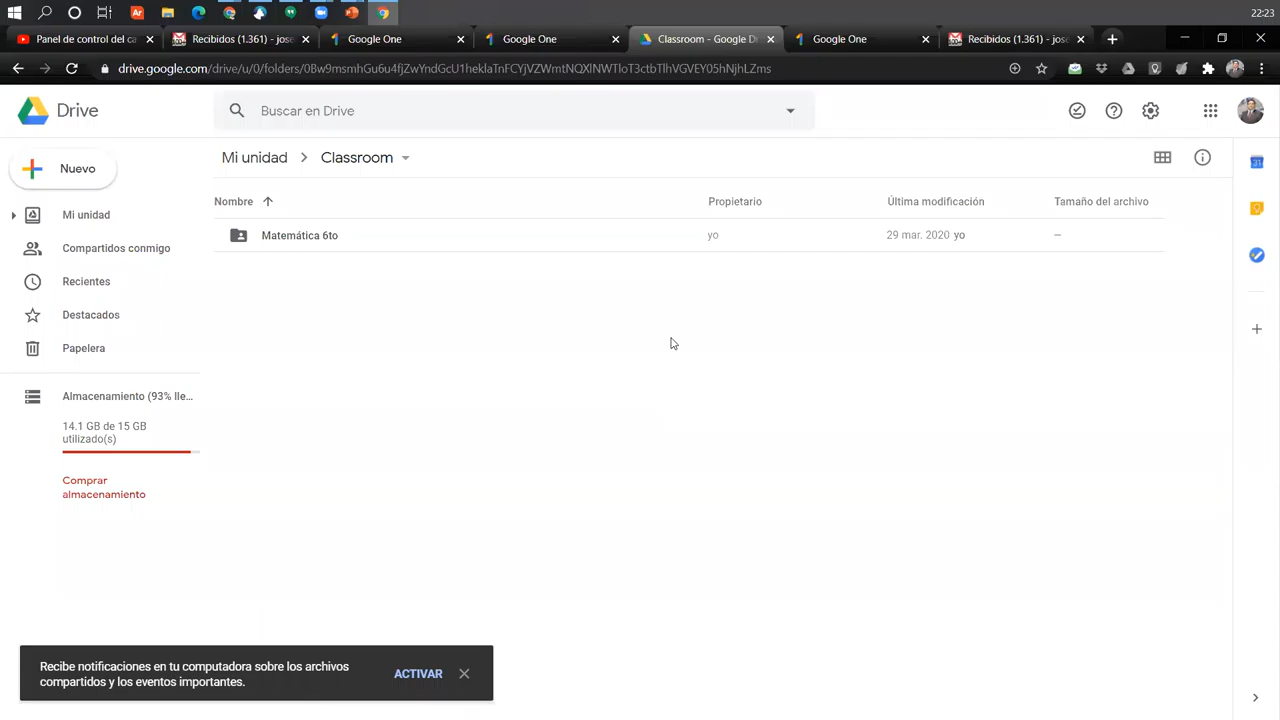 22:23
Panel de control del ca
Recibidos (1.361) - jose
Google One
Google One
Classroom - Google D
Google One
Recibidos (1.361) - jose
drive.google.com/drive/u/0/folders/0Bw9msmhGu6u4fjZwYndGcU1heklaTnFCYjVZWmtNQXlNWTloT3ctbTlhVGVEY05hNjhLZms
Drive
Buscar en Drive
Nuevo
Mi unidad
Compartidos conmigo
Recientes
Destacados
Papelera
Almacenamiento (93% lle...
14.1 GB de 15 GB
utilizado(s)
Comprar
almacenamiento
Mi unidad > Classroom
Nombre Propietario Última modificación Tamaño del archivo
Matemática 6to yo 29 mar. 2020 yo —
Recibe notificaciones en tu computadora sobre los archivos
compartidos y los eventos importantes.
ACTIVAR